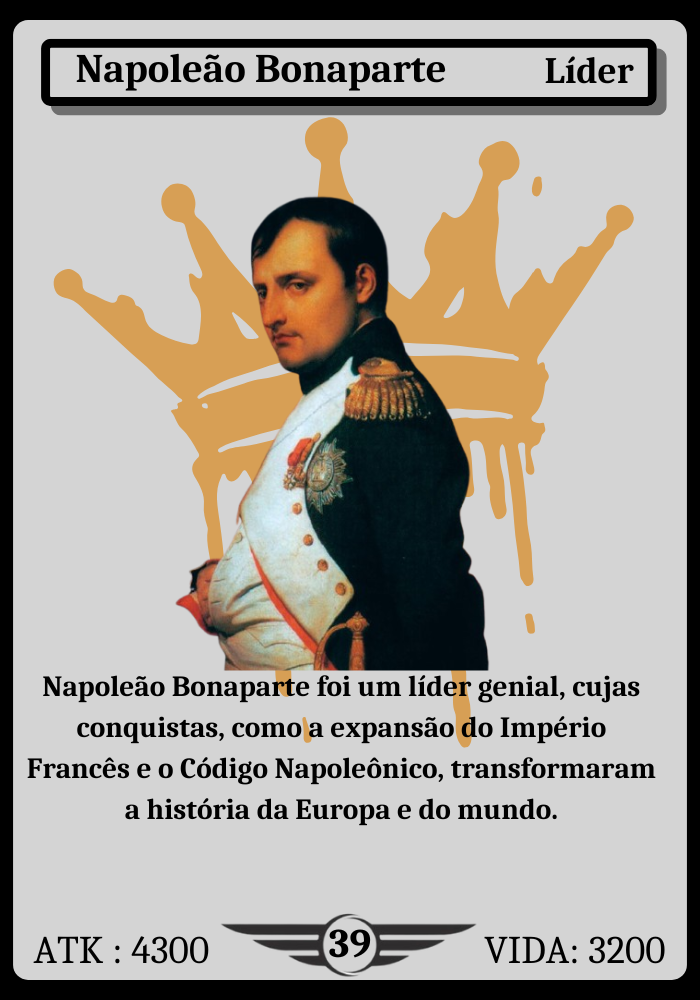 Napoleão Bonaparte Líder
Napoleão Bonaparte foi um líder genial, cujas
conquistas, como a expansão do Império
Francês e o Código Napoleônico, transformaram
a história da Europa e do mundo.
ATK : 4300 39 VIDA: 3200